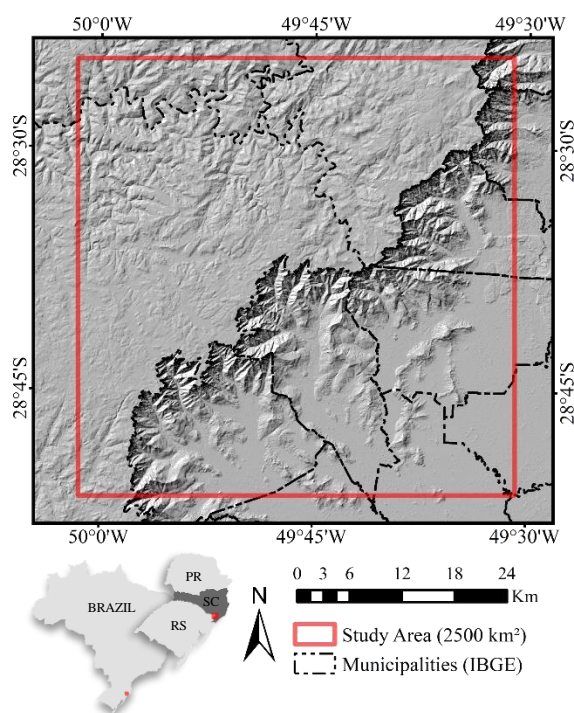 50°0'W 49°45'W 49°30'W
28°30'S 28°30'S
28°45'S 28°45'S
50°0'W 49°45'W 49°30'W
PR
BRAZIL SC
RS
N
0 3 6 12 18 24
Km
Study Area (2500 km²)
Municipalities (IBGE)